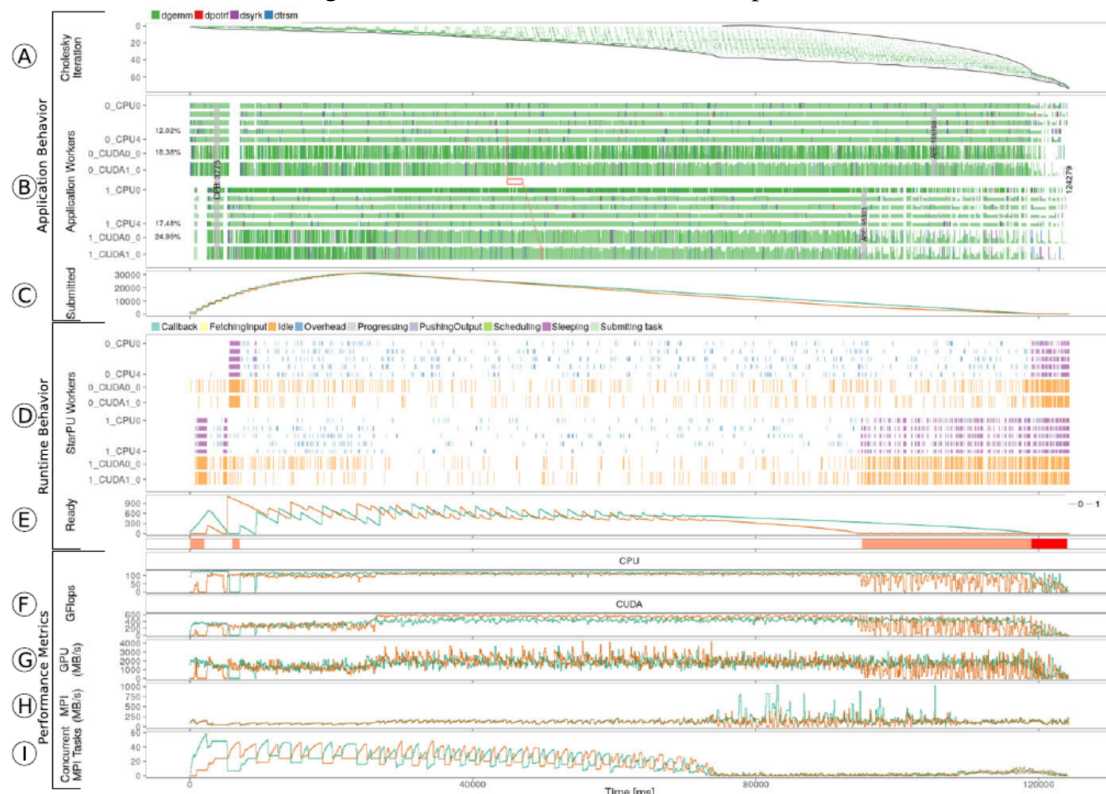 dgemm dpotrf dsyrk dtrsm
A
Cholesky
Iteration
0
20
40
60
Application Behavior
B
Application Workers
0_CPU0
12.02%
0_CPU4
18.38%
0_CUDA0_0
0_CUDA1_0
1_CPU0
17.48%
1_CPU4
24.95%
1_CUDA0_0
1_CUDA1_0
124279
C
Submitted
30000
20000
10000
0
Callback FetchingInput Idle Overhead Progressing PushingOutput Scheduling Sleeping Submiting task
Runtime Behavior
D
StarPU Workers
0_CPU0
0_CPU4
0_CUDA0_0
0_CUDA1_0
1_CPU0
1_CPU4
1_CUDA0_0
1_CUDA1_0
E
Ready
900
600
300
0
0 1
Performance Metrics
F
GFlops
CPU
100
50
0
CUDA
600
400
200
0
G
GPU
(MB/s)
4000
3000
2000
1000
0
H
MPI
(MB/s)
1000
750
500
250
0
I
Concurrent
MPI Tasks
60
40
20
0
0 40000 80000 120000
Time [ms]